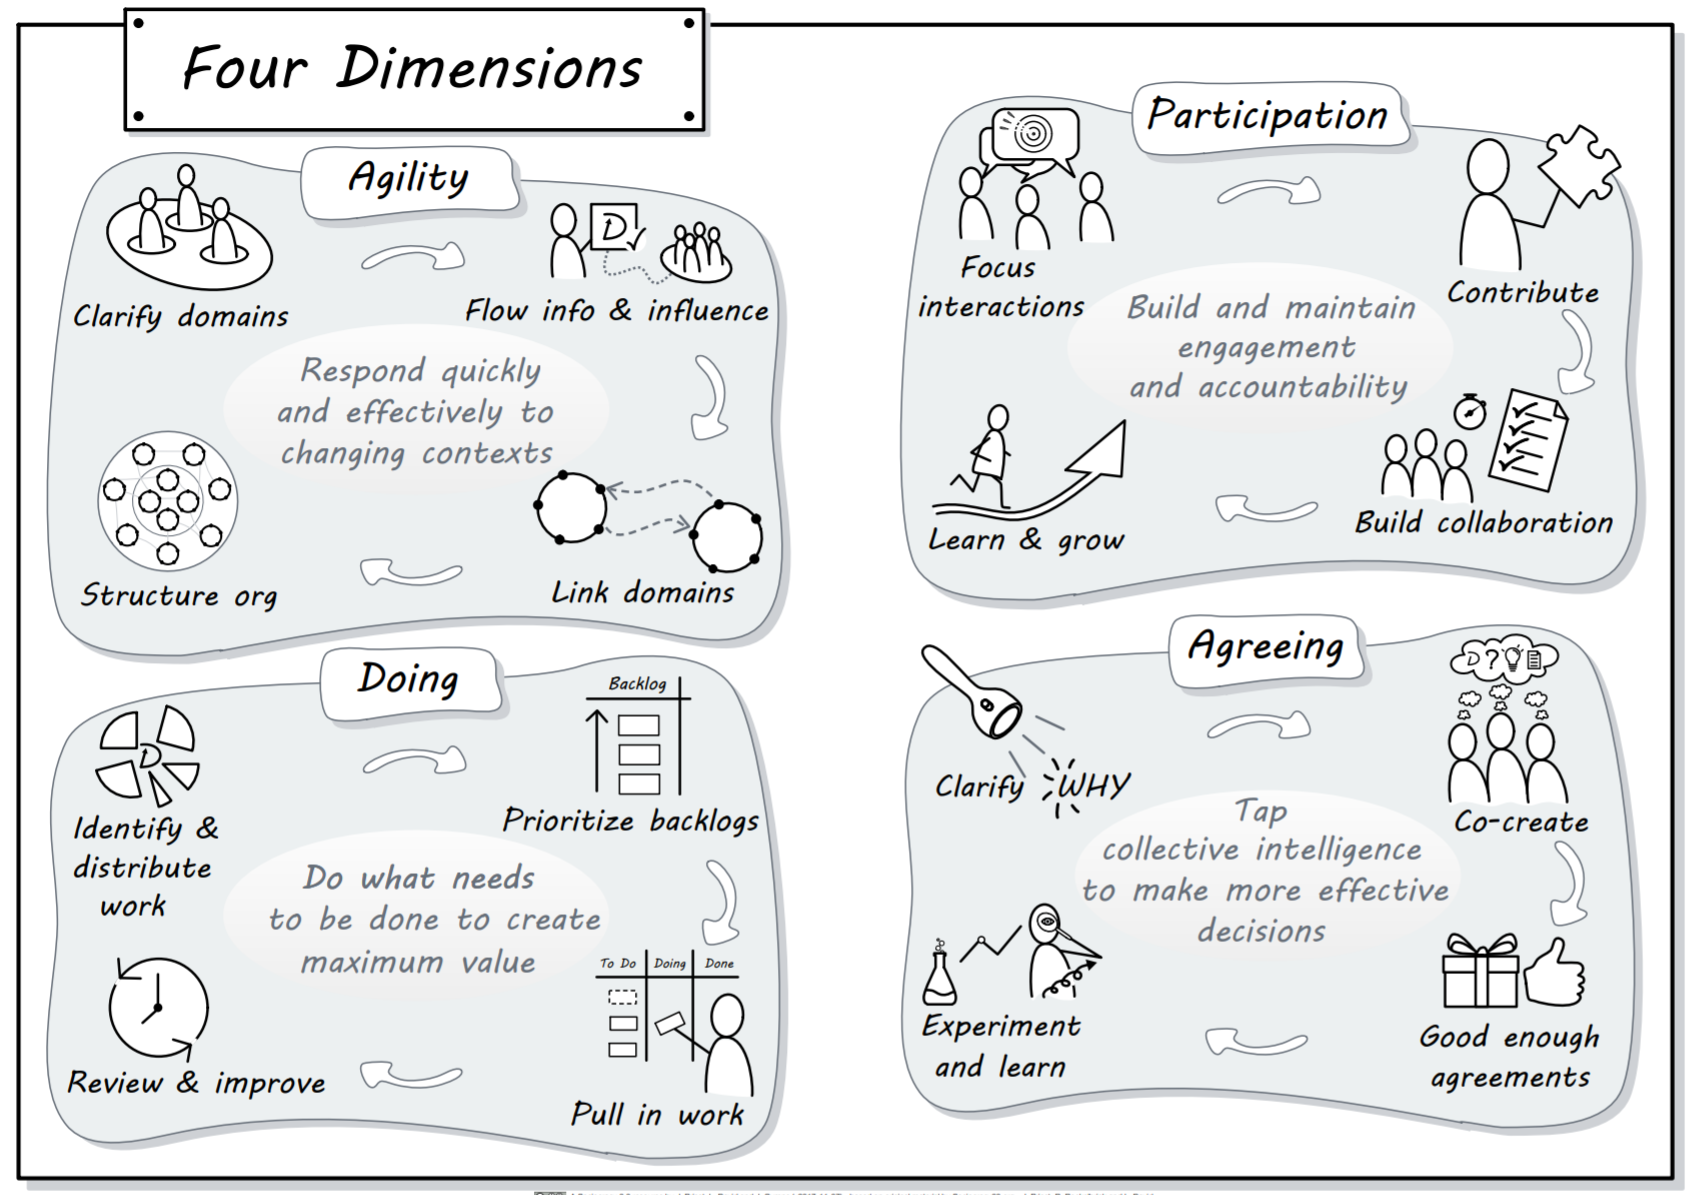 Four Dimensions
Agility
Clarify domains
Flow info & influence
D
Respond quickly
and effectively to
changing contexts
Structure org
Link domains
Participation
Focus
interactions
Contribute
Build and maintain
engagement
and accountability
Learn & grow
Build collaboration
Doing
Backlog
D
Identify &
distribute
work
Prioritize backlogs
Do what needs
to be done to create
maximum value
To Do Doing Done
Review & improve
Pull in work
Agreeing
D ?
Clarify WHY
Co-create
Tap
collective intelligence
to make more effective
decisions
Experiment
and learn
Good enough
agreements